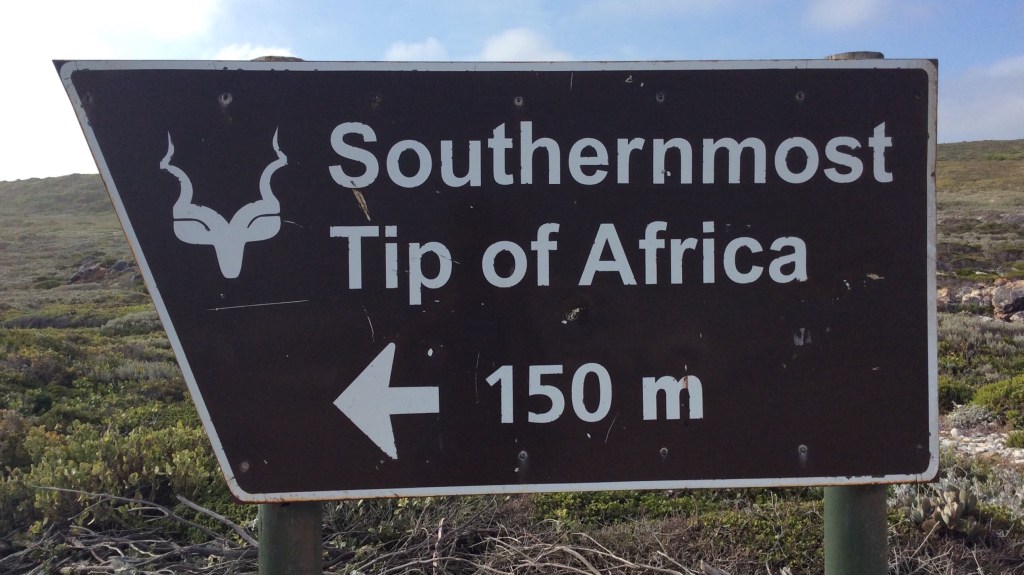 Southernmost
Tip of Africa
150 m